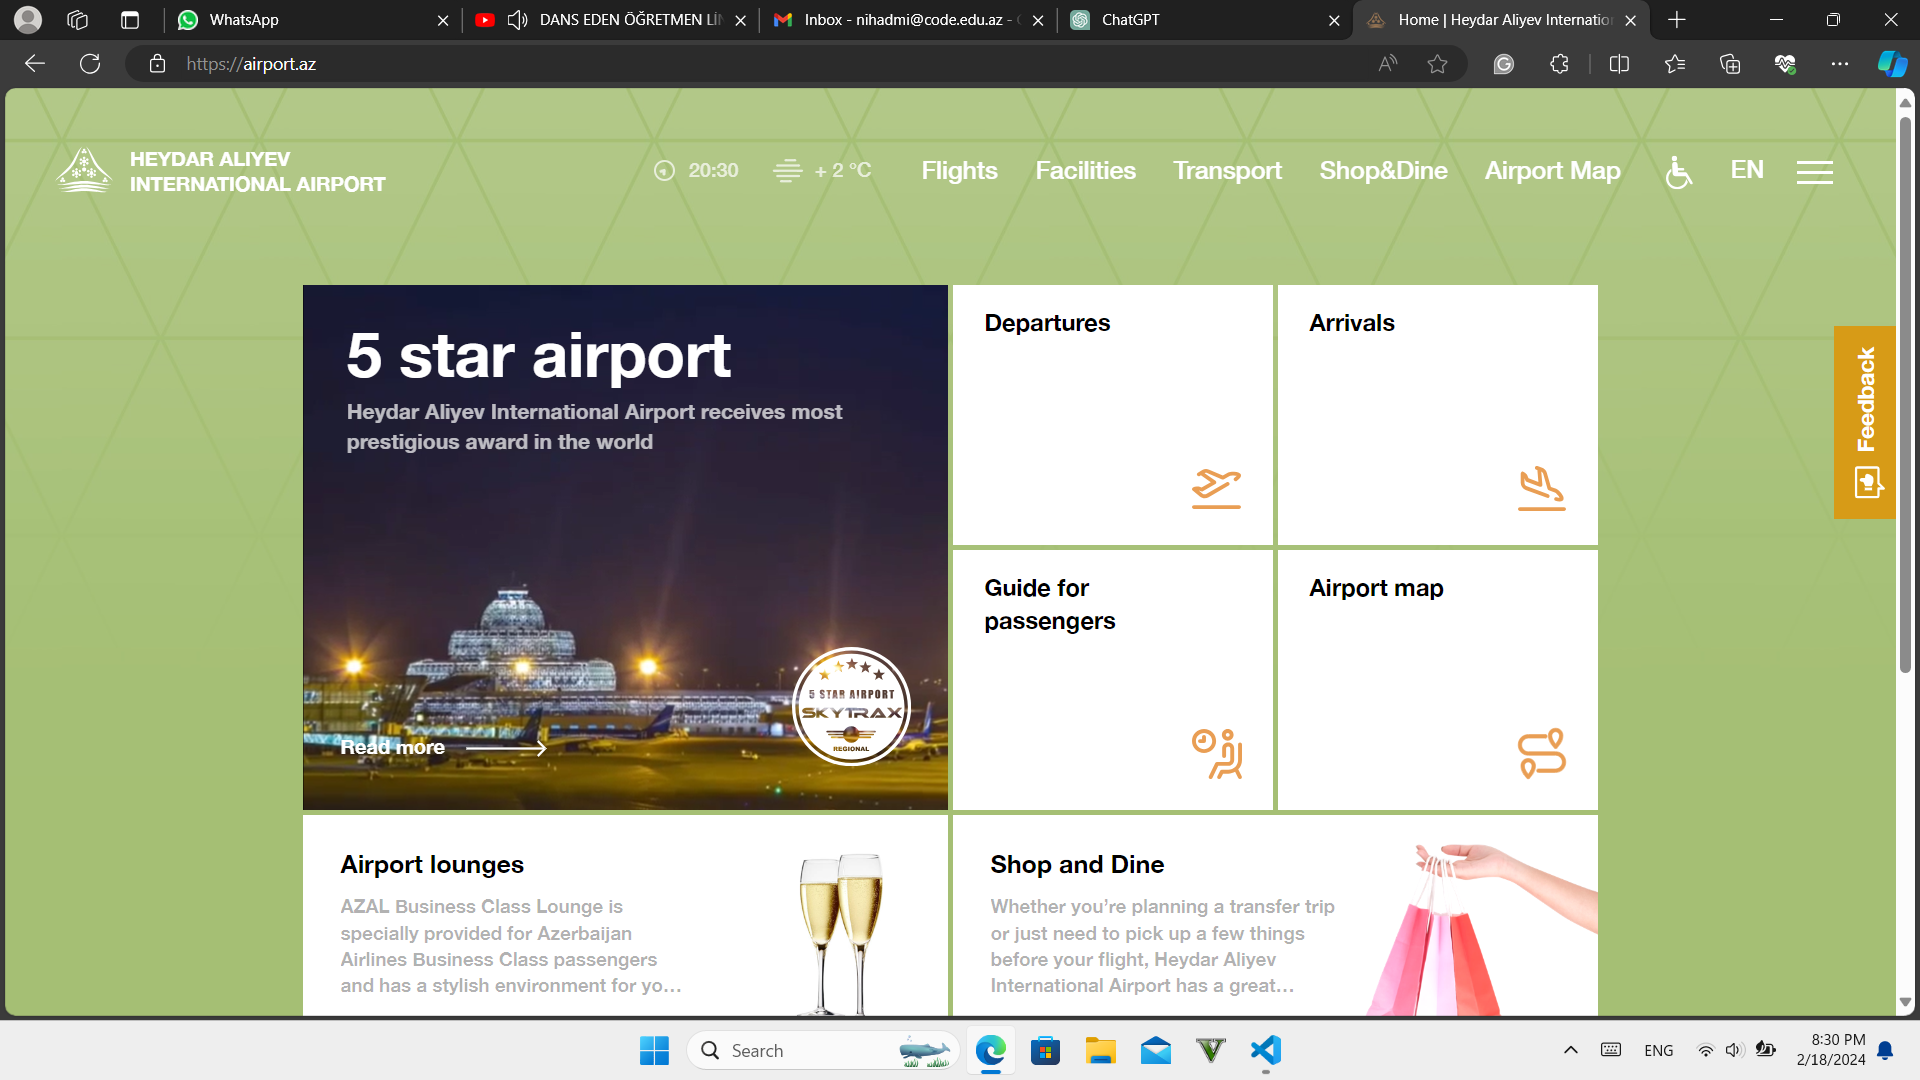 WhatsApp
DANS EDEN ÖĞRETMEN Lİ
Inbox - nihadmi@code.edu.az -
ChatGPT
Home | Heydar Aliyev Internatio
https://airport.az
HEYDAR ALIYEV
INTERNATIONAL AIRPORT
20:30
+ 2 °C
Flights
Facilities
Transport
Shop&Dine
Airport Map
EN
5 star airport
Heydar Aliyev International Airport receives most
prestigious award in the world
5 STAR AIRPORT
SKYTRAX
REGIONAL
Read more
Departures
Arrivals
Guide for
passengers
Airport map
Feedback
Airport lounges
AZAL Business Class Lounge is
specially provided for Azerbaijan
Airlines Business Class passengers
and has a stylish environment for yo...
Shop and Dine
Whether you’re planning a transfer trip
or just need to pick up a few things
before your flight, Heydar Aliyev
International Airport has a great...
Search
ENG
8:30 PM
2/18/2024